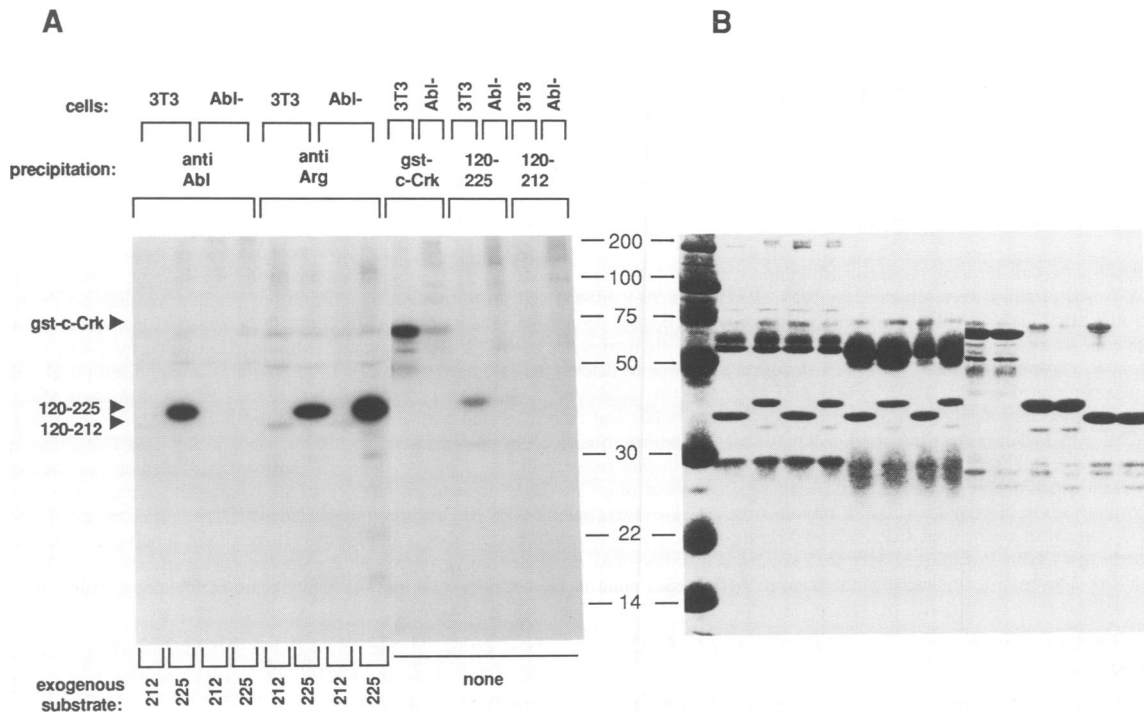 A
B
cells: 3T3 Abl- 3T3 Abl- 3T3 Abl- 3T3 Abl- 3T3 Abl-
precipitation: anti Abl anti Arg gst- c-Crk 120- 225 120- 212
200
100
gst-c-Crk
75
50
120-225
120-212
30
22
14
exogenous substrate: 212 225 212 225 212 225 212 225 none